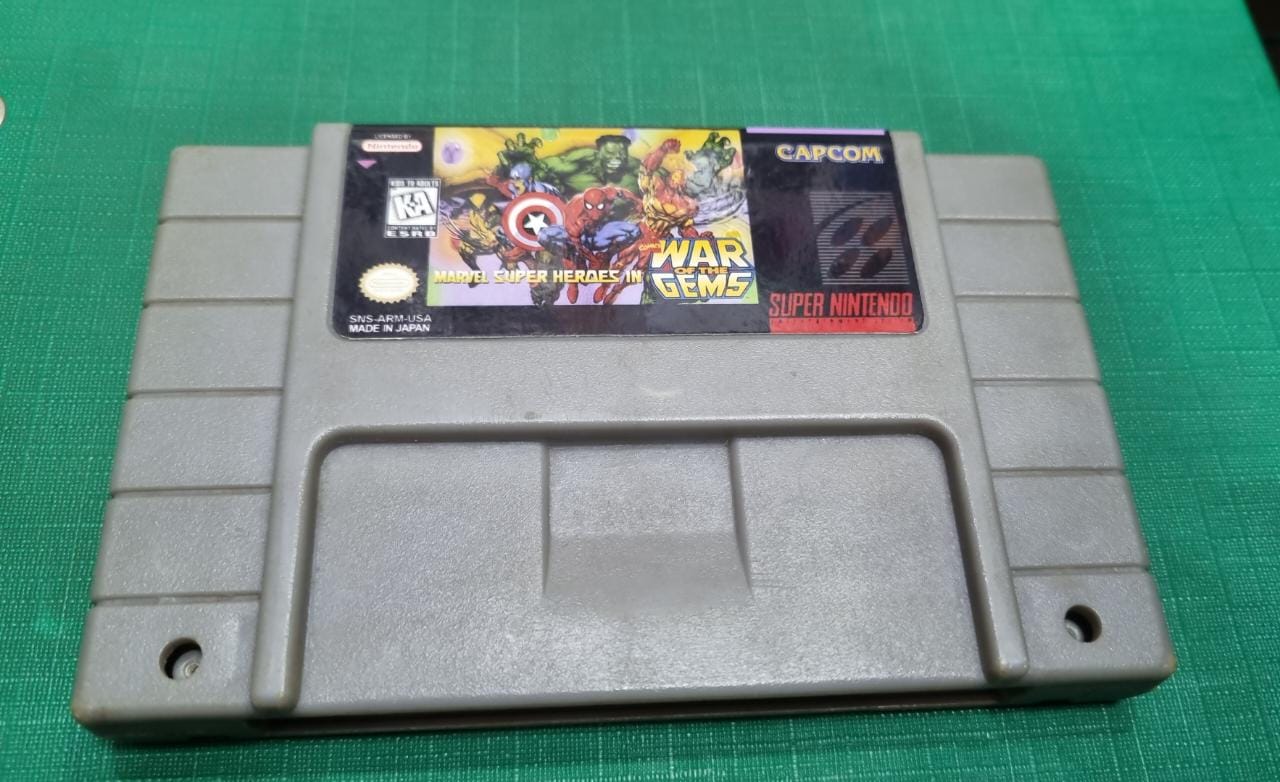 LICENSED BY
Nintendo
KIDS TO ADULTS
KA
CONTENT RATED BY
ESRB
SNS-ARM-USA
MADE IN JAPAN
MARVEL SUPER HEROES IN
WAR
OF THE
GEMS
CAPCOM
SUPER NINTENDO